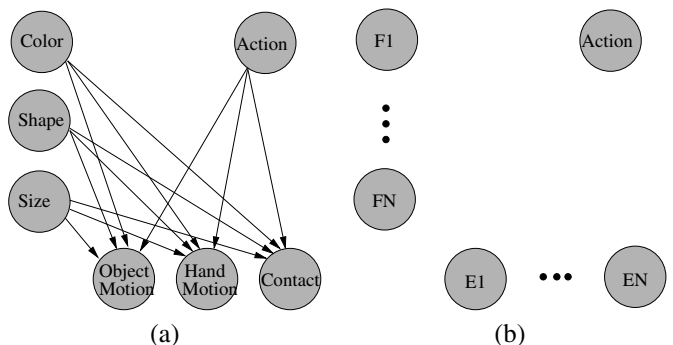 Color
Action
F1
Action
Shape
Size
FN
Object
Motion
Hand
Motion
Contact
E1
EN
(a)
(b)